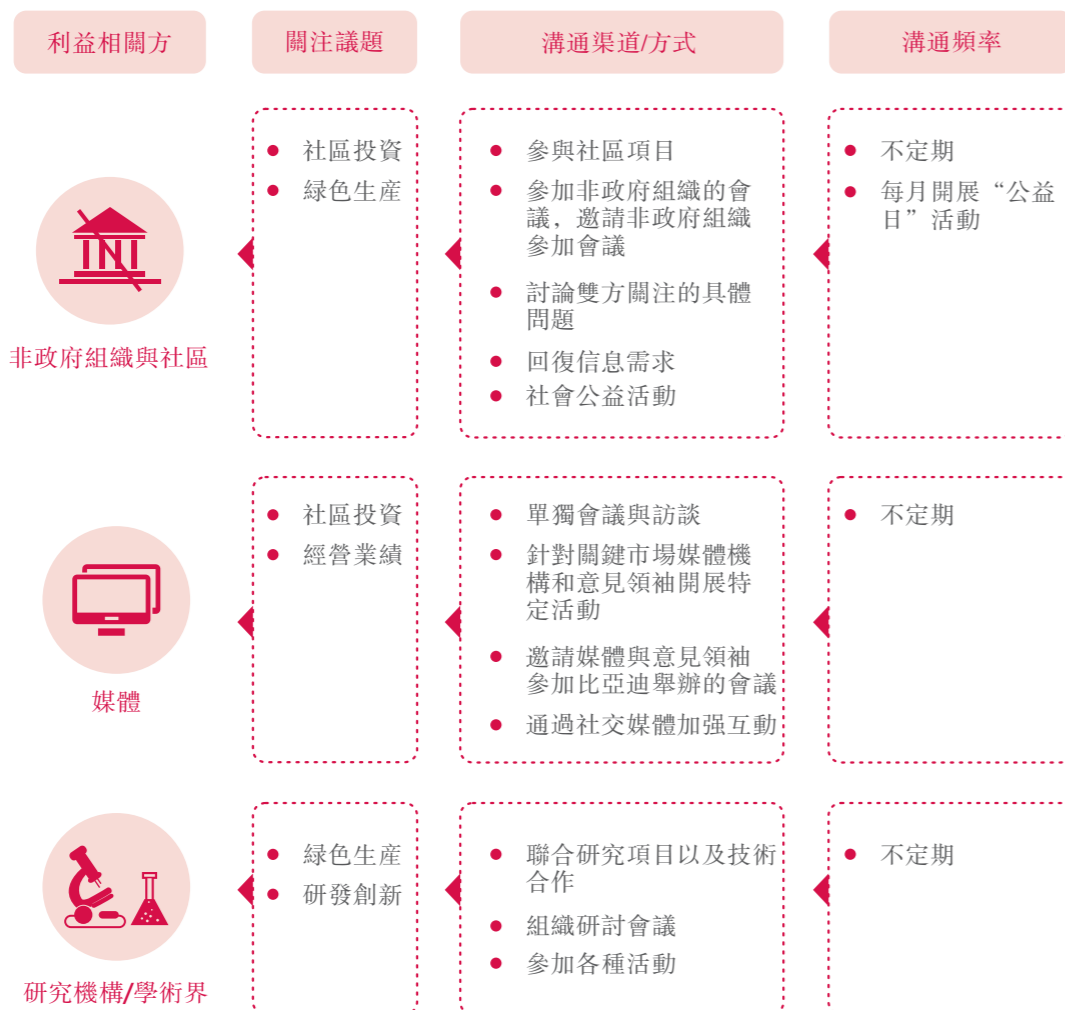 利益相關方
關注議題
溝通渠道/方式
溝通頻率
非政府組織與社區
社區投資
緑色生産
參與社區項目
參加非政府組織的會
議，邀請非政府組織
參加會議
討論雙方關注的具體
問題
回復信息需求
社會公益活動
不定期
每月開展“公益
日”活動
媒體
社區投資
經營業績
單獨會議與訪談
針對關鍵市場媒體機
構和意見領袖開展特
定活動
邀請媒體與意見領袖
參加比亞迪舉辦的會議
通過社交媒體加强互動
不定期
研究機構/學術界
緑色生産
研發創新
聯合研究項目以及技術
合作
組織研討會議
參加各種活動
不定期